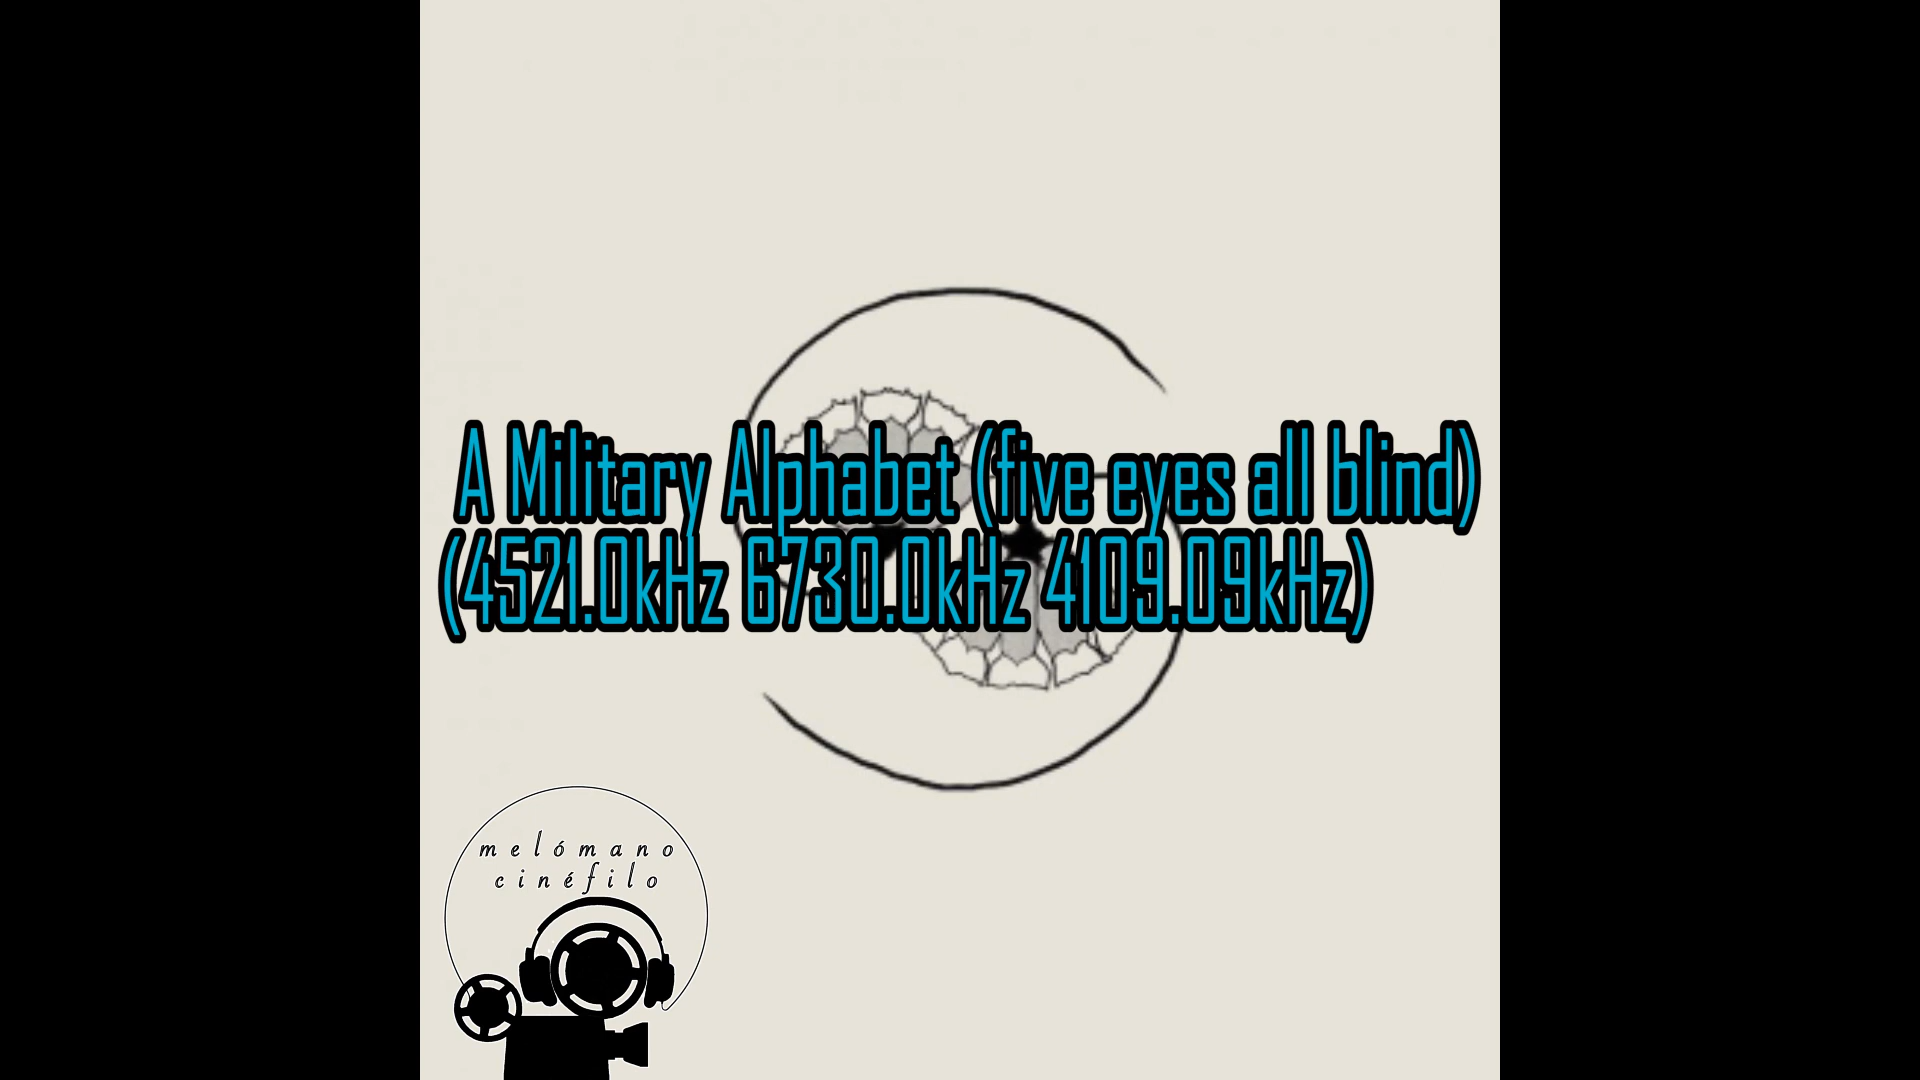 A Military Alphabet (five eyes all blind)
(4521.0kHz 6730.0kHz 4109.09kHz)
melómano
cinéfilo